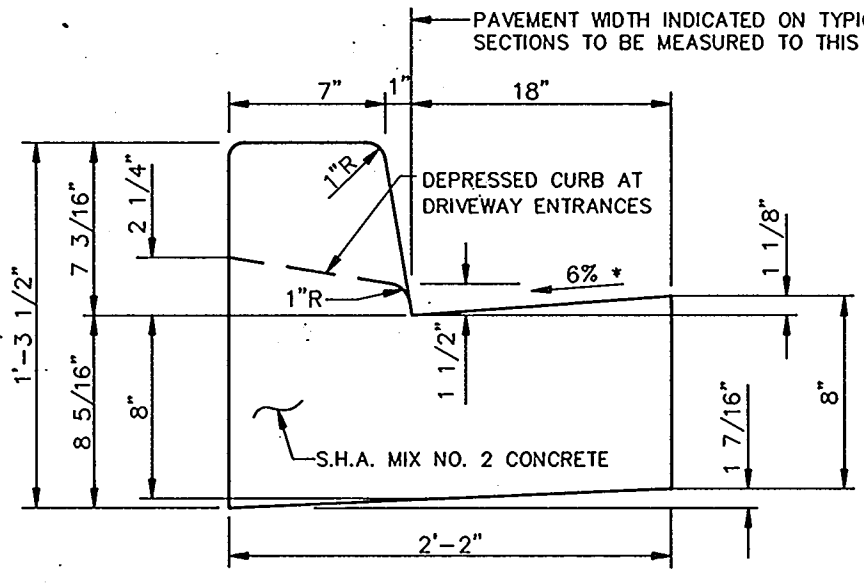 PAVEMENT WIDTH INDICATED ON TYPIC
SECTIONS TO BE MEASURED TO THIS
7"
1"
18"
1"R
DEPRESSED CURB AT
DRIVEWAY ENTRANCES
2 1/4"
7 3/16"
1'-3 1/2"
6% *
1 1/8"
1"R
1 1/2"
8 5/16"
8"
8"
1 7/16"
S.H.A. MIX NO. 2 CONCRETE
2'-2"